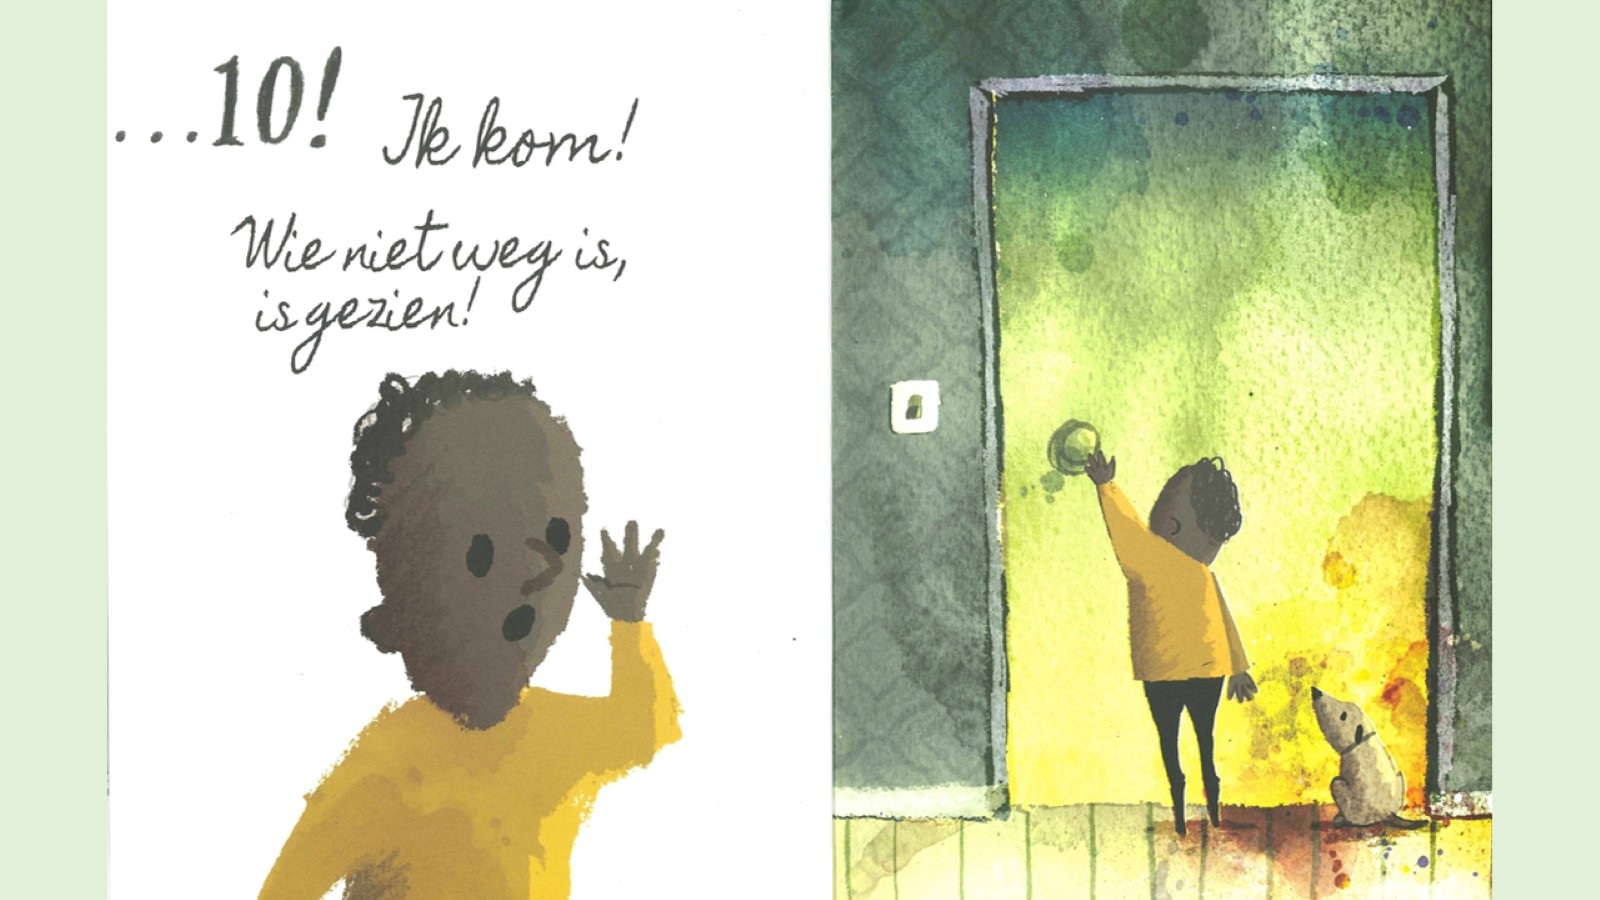 ...10! Ik kom!
Wie niet weg is,
is gezien!